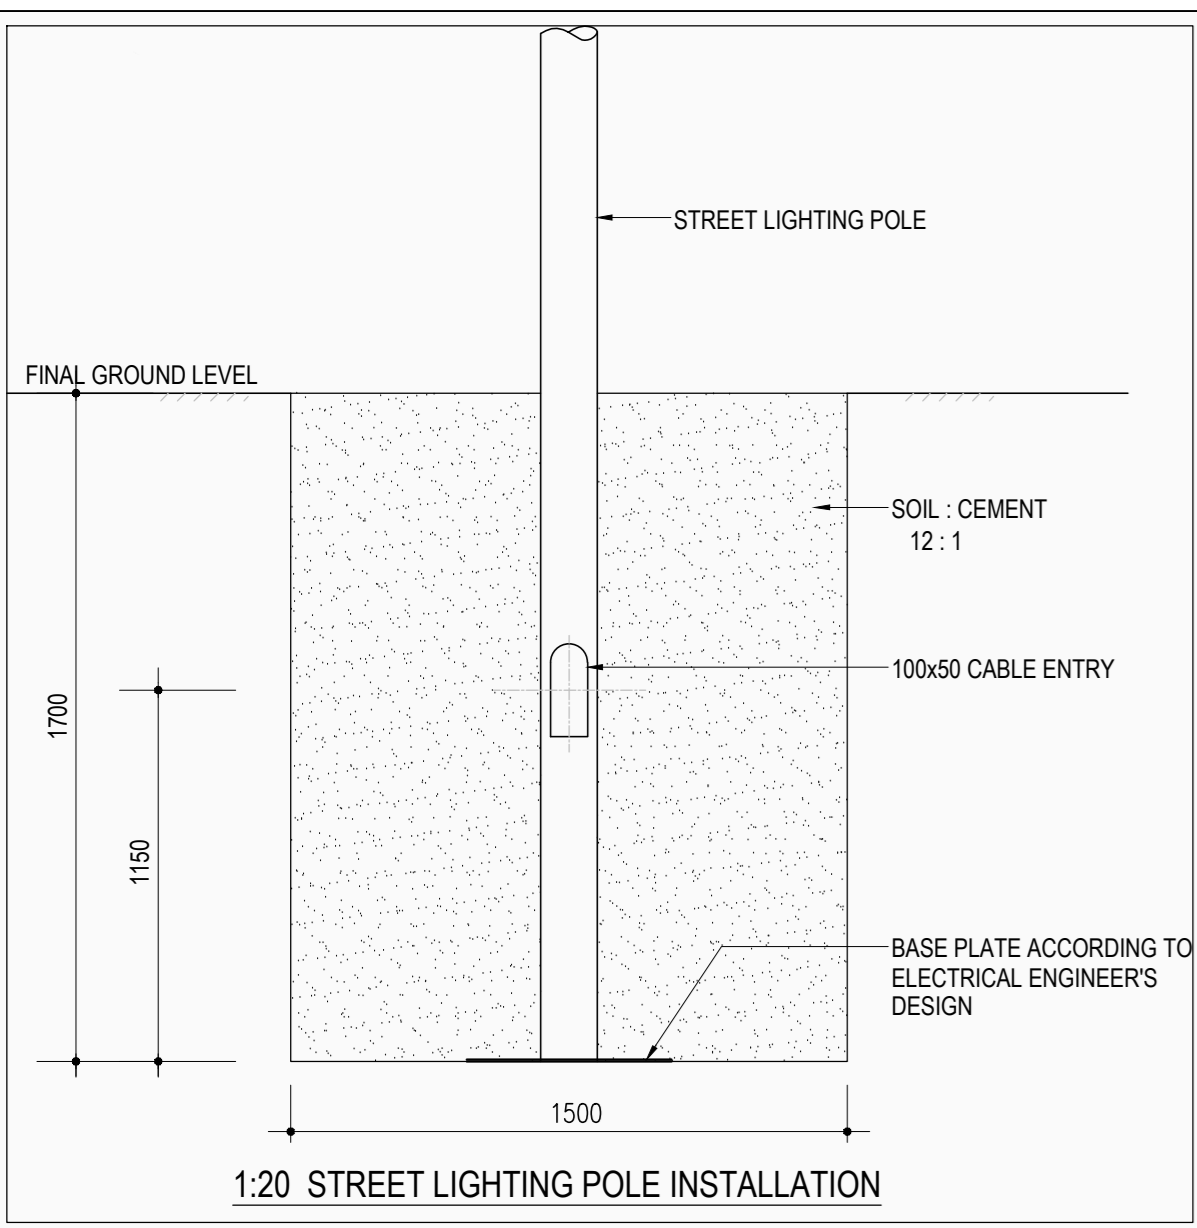 STREET LIGHTING POLE
FINAL GROUND LEVEL
SOIL : CEMENT
12 : 1
100x50 CABLE ENTRY
1700
1150
BASE PLATE ACCORDING TO
ELECTRICAL ENGINEER'S
DESIGN
1500
1:20 STREET LIGHTING POLE INSTALLATION